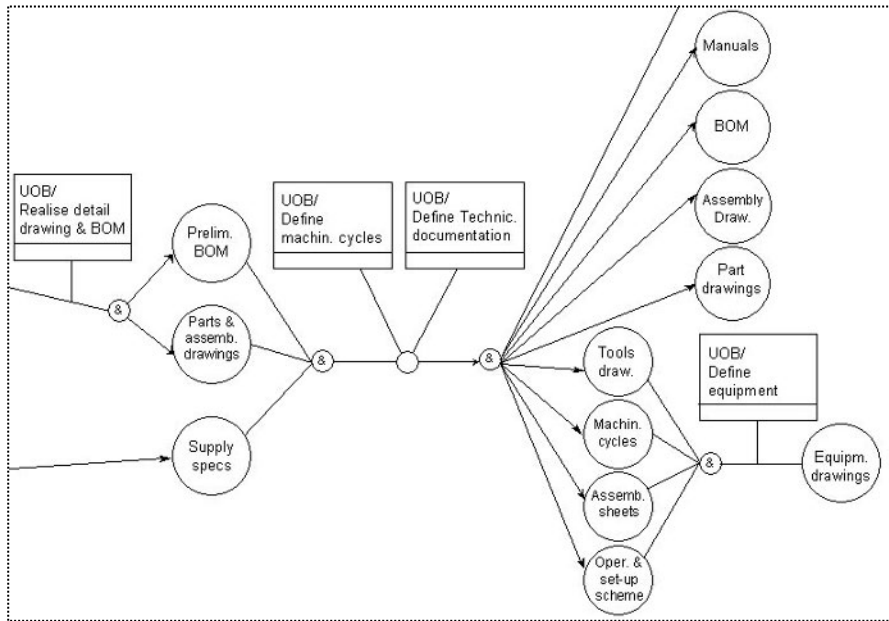 Manuals
BOM
UOB/
Realise detail
drawing & BOM
Prelim.
BOM
UOB/
Define
machin. cycles
UOB/
Define Technic.
documentation
Assembly
Draw.
Part
drawings
&
Parts &
assemb.
drawings
&
&
Tools
draw.
UOB/
Define
equipment
Machin.
cycles
Supply
specs
&
Equipm.
drawings
Assemb.
sheets
Oper. &
set-up
scheme